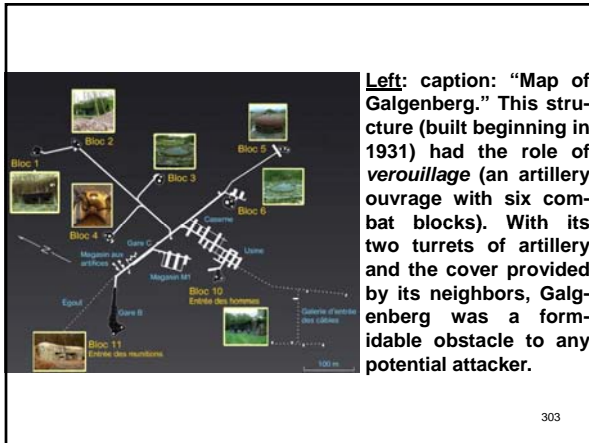 Bloc 2
Bloc 1
Bloc 3
Bloc 5
Bloc 6
Bloc 4
Caserne
Gare C
Usine
Magasin aux
artifices
Magasin M1
Egout
Gare B
Bloc 10
Entrée des hommes
Galerie d'entrée
des câbles
Bloc 11
Entrée des munitions
N
100 m
Left: caption: “Map of
Galgenberg.” This stru-
cture (built beginning in
1931) had the role of
verouillage (an artillery
ouvrage with six com-
bat blocks). With its
two turrets of artillery
and the cover provided
by its neighbors, Galg-
enberg was a form-
idable obstacle to any
potential attacker.
303